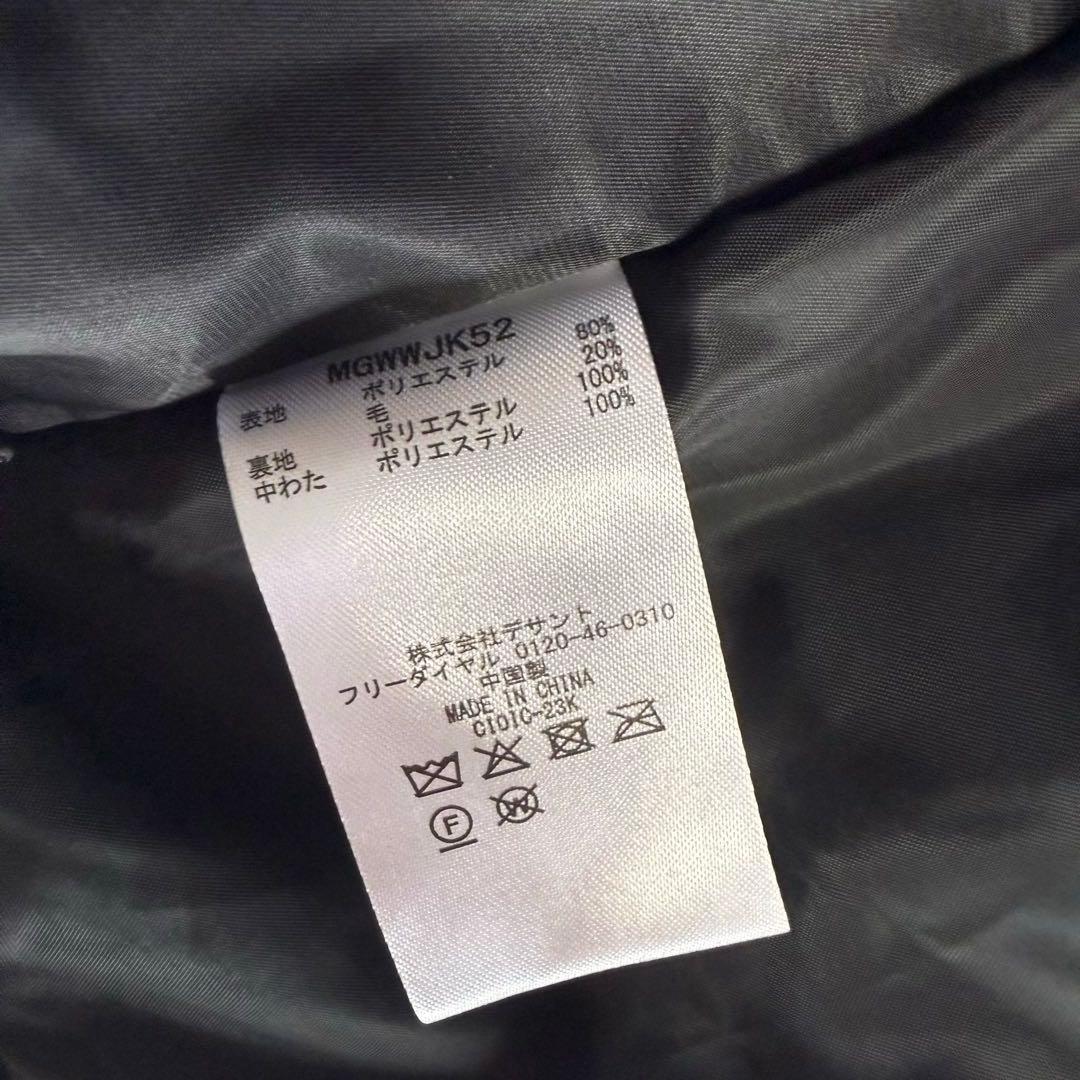 MGWWJK52
表地 ポリエステル 80%
毛 20%
裏地 ポリエステル 100%
中わた ポリエステル 100%
株式会社デサント
フリーダイヤル 0120-46-0310
中国製
MADE IN CHINA
CIOIC-23K
F W